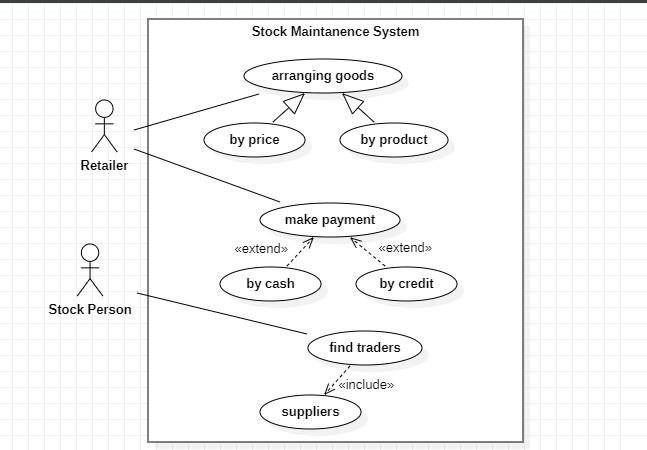 Stock Maintanence System
arranging goods
by price
by product
Retailer
make payment
«extend»
«extend»
by cash
by credit
Stock Person
find traders
«include»
suppliers